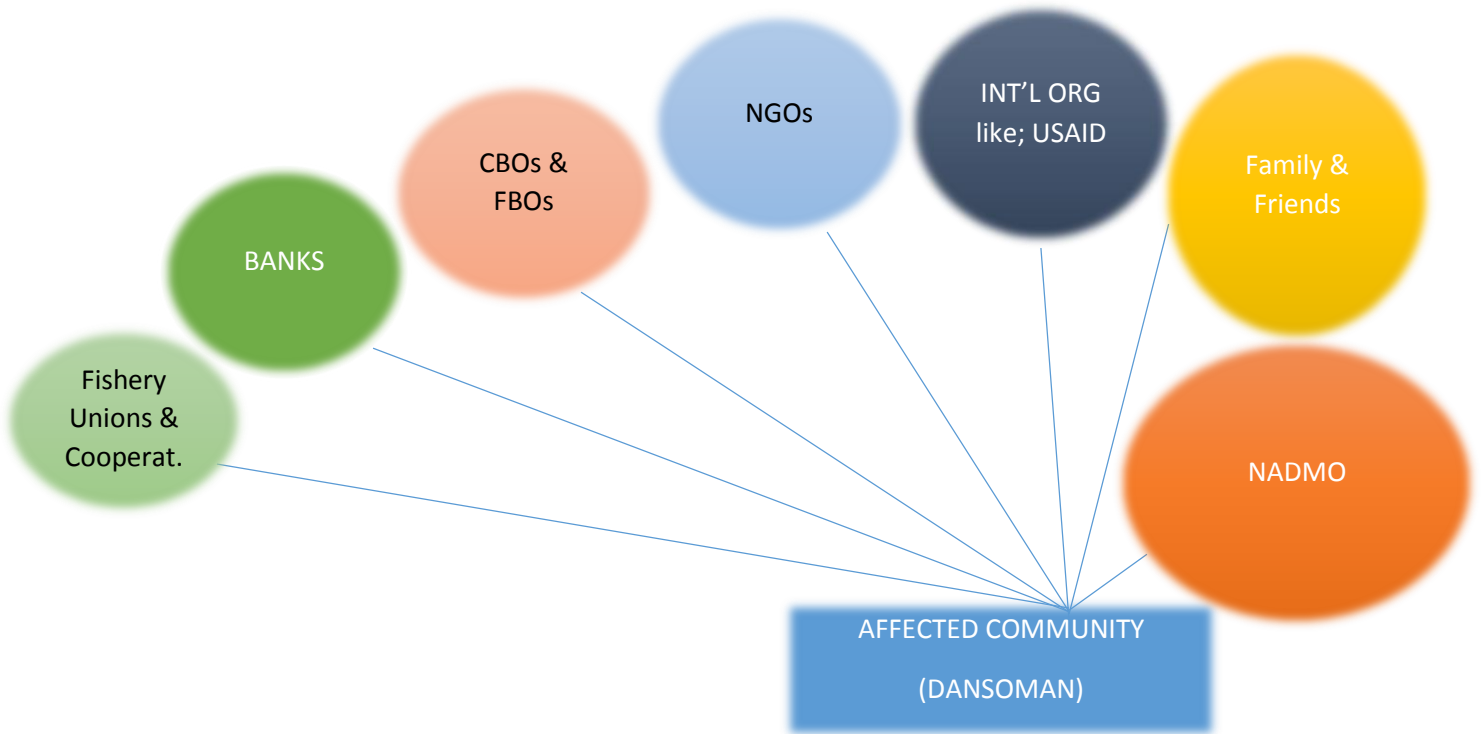 Fishery
Unions &
Cooperat.
BANKS
CBOs &
FBOs
NGOs
INT’L ORG
like; USAID
Family &
Friends
NADMO
AFFECTED COMMUNITY
(DANSOMAN)